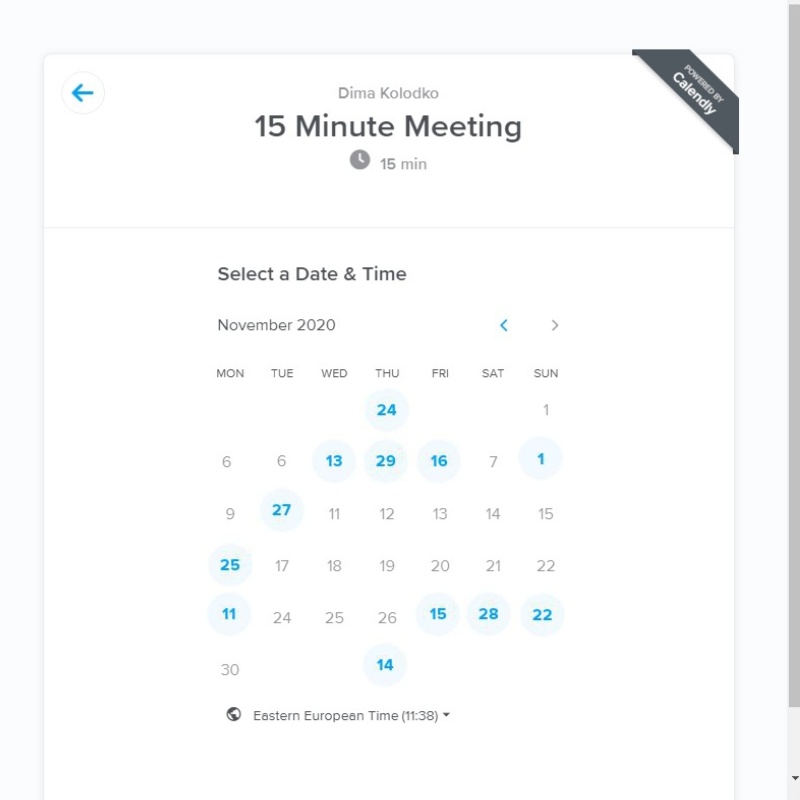 POWERED BY
Calendly
Dima Kolodko
15 Minute Meeting
15 min
Select a Date & Time
November 2020
MON TUE WED THU FRI SAT SUN
24 1
6 6 13 29 16 7 1
9 27 11 12 13 14 15
25 17 18 19 20 21 22
11 24 25 26 15 28 22
30 14
Eastern European Time (11:38)